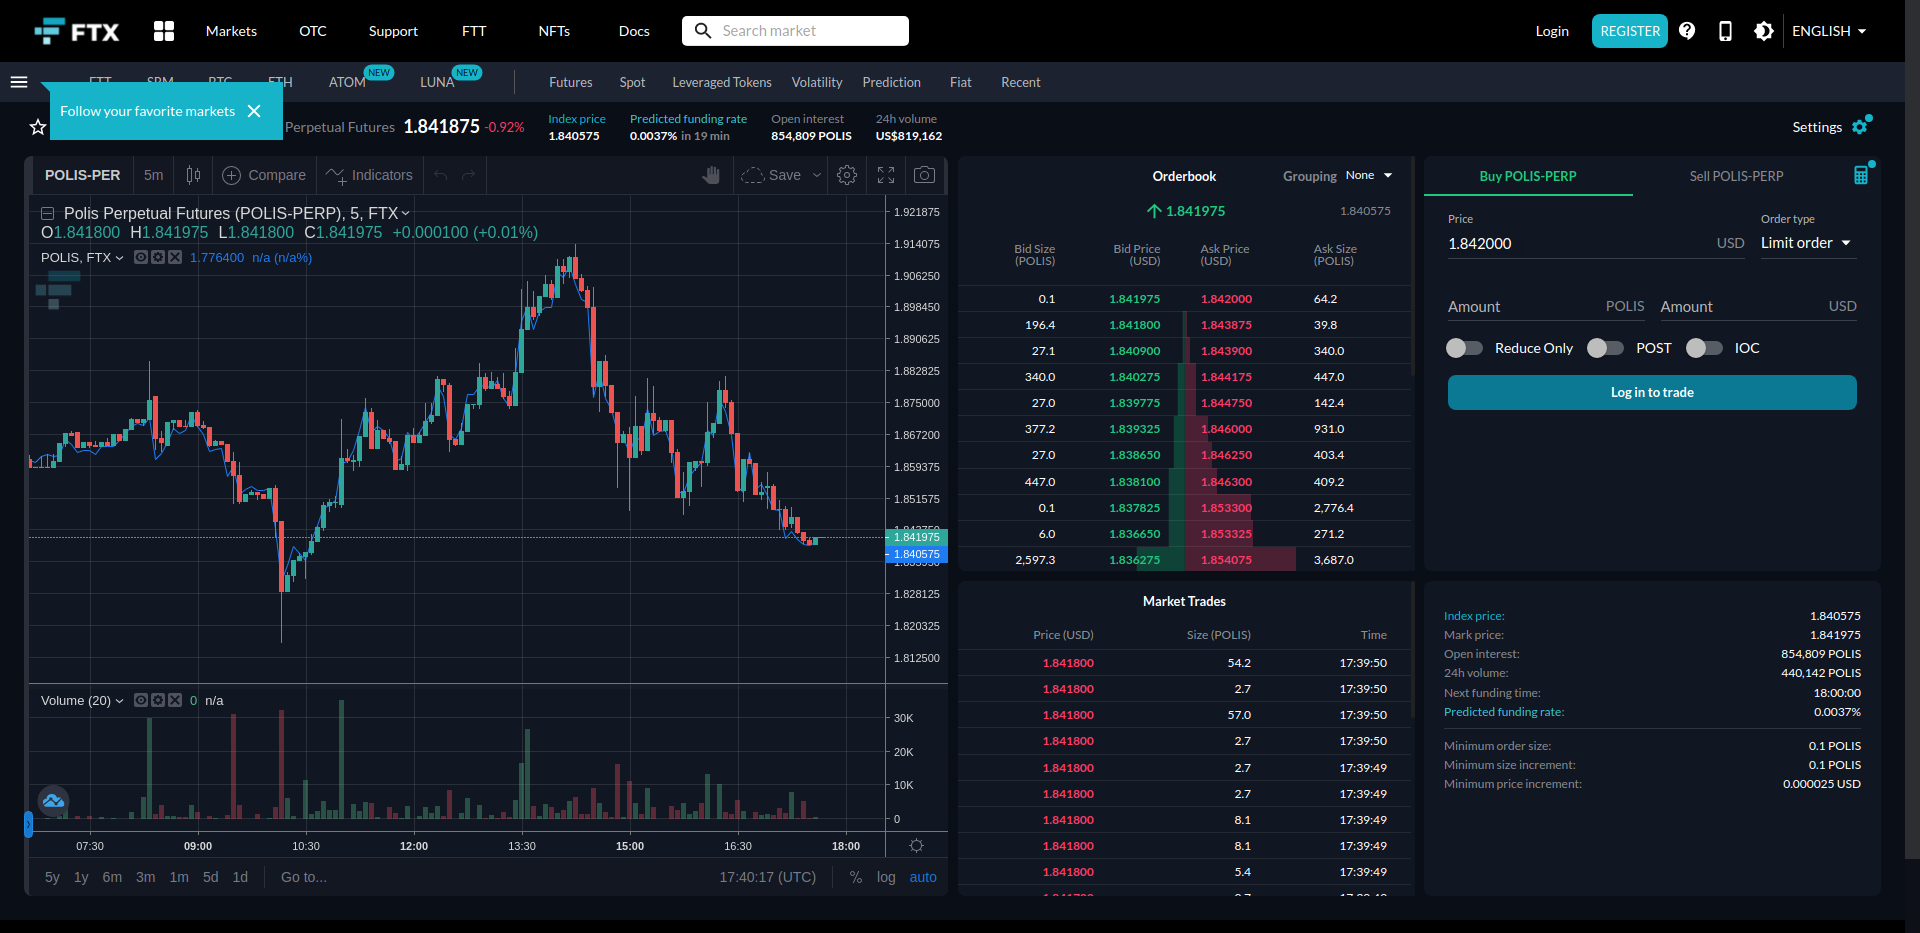 FTX Markets OTC Support FTT NFTs Docs Search market Login REGISTER ENGLISH
ATOM NEW LUNA NEW Futures Spot Leveraged Tokens Volatility Prediction Fiat Recent
Follow your favorite markets
Perpetual Futures 1.841875 -0.92%
Index price
1.840575
Predicted funding rate
0.0037% in 19 min
Open interest
854,809 POLIS
24h volume
US$819,162
Settings
POLIS-PER 5m Compare Indicators Save
Polis Perpetual Futures (POLIS-PERP), 5, FTX
O1.841800 H1.841975 L1.841800 C1.841975 +0.000100 (+0.01%)
POLIS, FTX 1.776400 n/a (n/a%)
1.921875
1.914075
1.906250
1.898450
1.890625
1.882825
1.875000
1.867200
1.859375
1.851575
1.841975
1.840575
1.828125
1.820325
1.812500
Volume (20) 0 n/a
30K
20K
10K
0
07:30 09:00 10:30 12:00 13:30 15:00 16:30 18:00
5y 1y 6m 3m 1m 5d 1d Go to... 17:40:17 (UTC) % log auto
Orderbook Grouping None
1.841975 1.840575
Bid Size (POLIS) Bid Price (USD) Ask Price (USD) Ask Size (POLIS)
0.1 1.841975 1.842000 64.2
196.4 1.841800 1.843875 39.8
27.1 1.840900 1.843900 340.0
340.0 1.840275 1.844175 447.0
27.0 1.839775 1.844750 142.4
377.2 1.839325 1.846000 931.0
27.0 1.838650 1.846250 403.4
447.0 1.838100 1.846300 409.2
0.1 1.837825 1.853300 2,776.4
6.0 1.836650 1.853325 271.2
2,597.3 1.836275 1.854075 3,687.0
Market Trades
Price (USD) Size (POLIS) Time
1.841800 54.2 17:39:50
1.841800 2.7 17:39:50
1.841800 57.0 17:39:50
1.841800 2.7 17:39:50
1.841800 2.7 17:39:49
1.841800 2.7 17:39:49
1.841800 8.1 17:39:49
1.841800 8.1 17:39:49
1.841800 5.4 17:39:49
Buy POLIS-PERP Sell POLIS-PERP
Price Order type
1.842000 USD Limit order
Amount POLIS Amount USD
Reduce Only POST IOC
Log in to trade
Index price: 1.840575
Mark price: 1.841975
Open interest: 854,809 POLIS
24h volume: 440,142 POLIS
Next funding time: 18:00:00
Predicted funding rate: 0.0037%
Minimum order size: 0.1 POLIS
Minimum size increment: 0.1 POLIS
Minimum price increment: 0.000025 USD